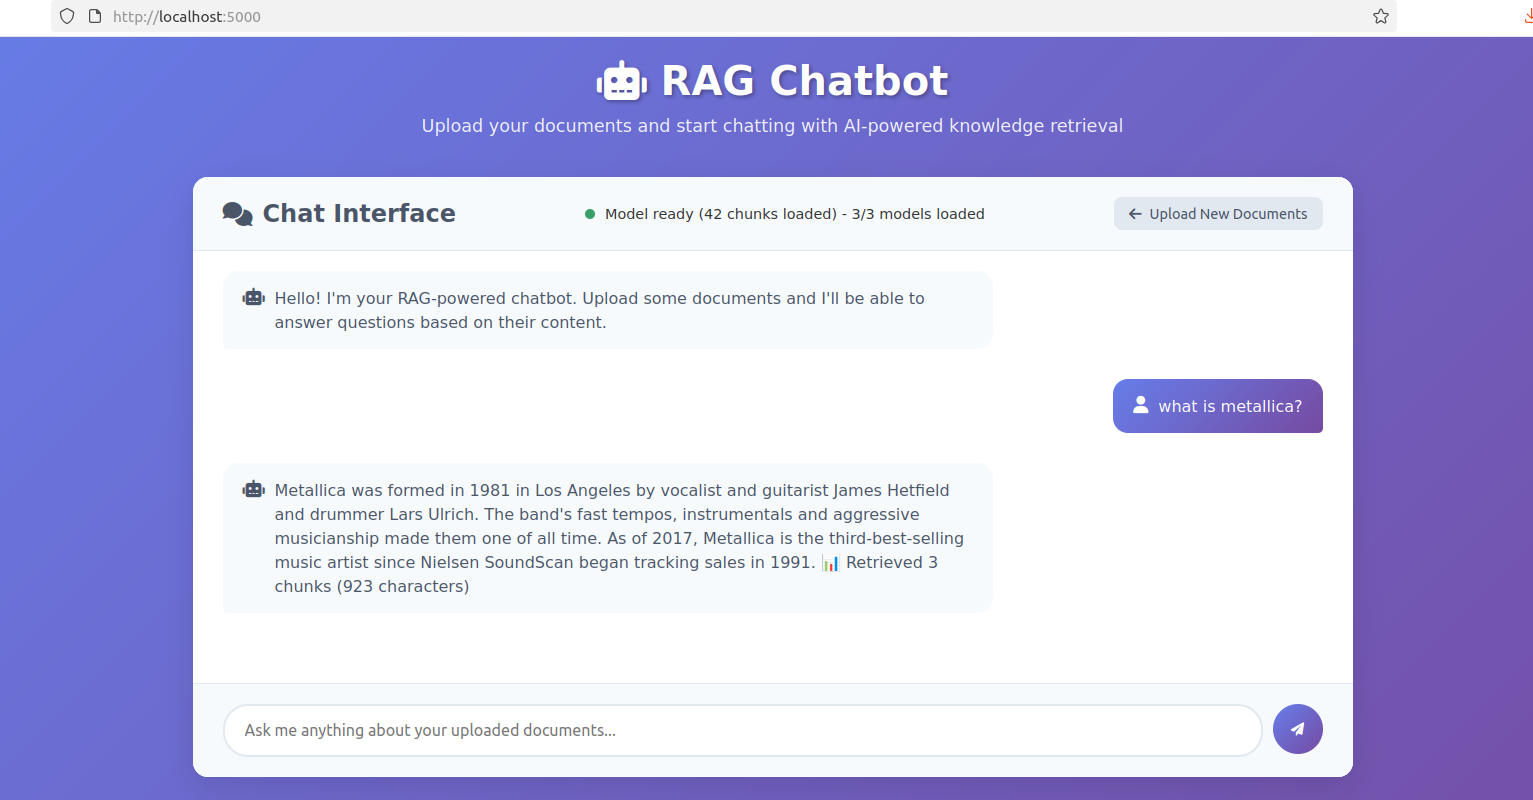 http://localhost:5000
RAG Chatbot
Upload your documents and start chatting with AI-powered knowledge retrieval
Chat Interface
Model ready (42 chunks loaded) - 3/3 models loaded
Upload New Documents
Hello! I'm your RAG-powered chatbot. Upload some documents and I'll be able to
answer questions based on their content.
what is metallica?
Metallica was formed in 1981 in Los Angeles by vocalist and guitarist James Hetfield
and drummer Lars Ulrich. The band's fast tempos, instrumentals and aggressive
musicianship made them one of all time. As of 2017, Metallica is the third-best-selling
music artist since Nielsen SoundScan began tracking sales in 1991. 📊 Retrieved 3
chunks (923 characters)
Ask me anything about your uploaded documents...